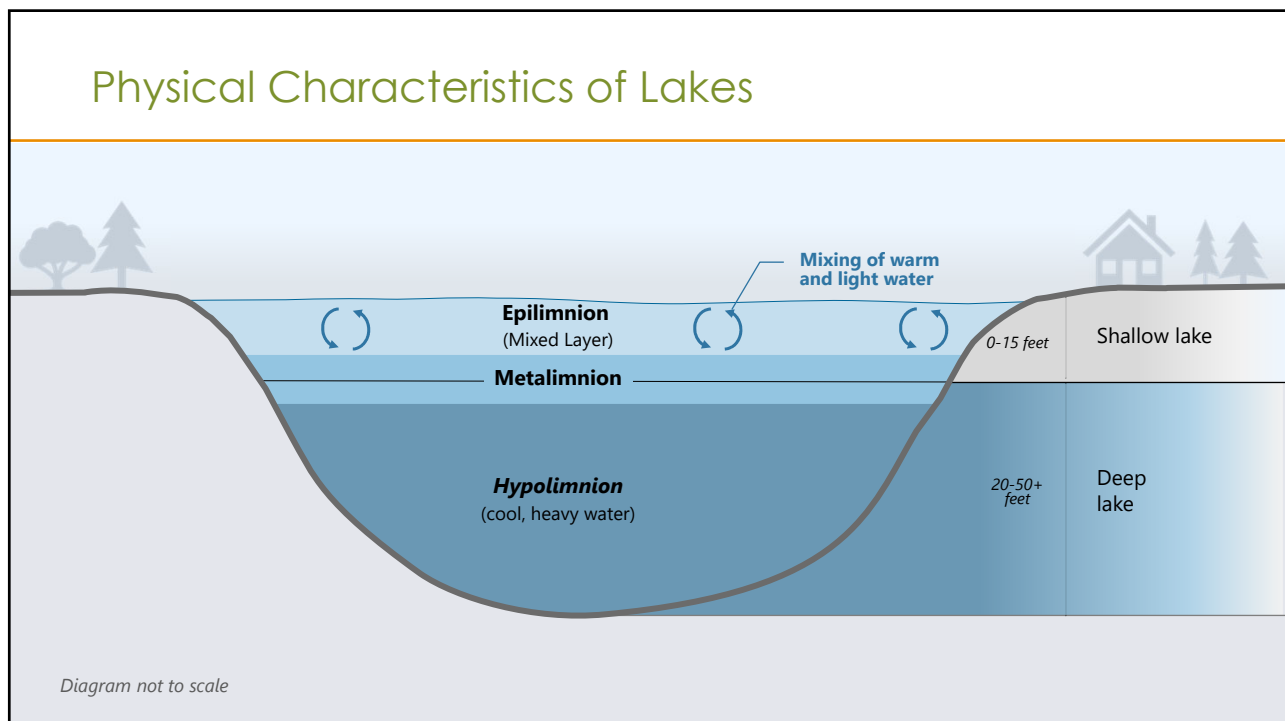 Physical Characteristics of Lakes
Mixing of warm
and light water
Epilimnion
(Mixed Layer)
0-15 feet
Shallow lake
Metalimnion
Hypolimnion
(cool, heavy water)
20-50+
feet
Deep
lake
Diagram not to scale